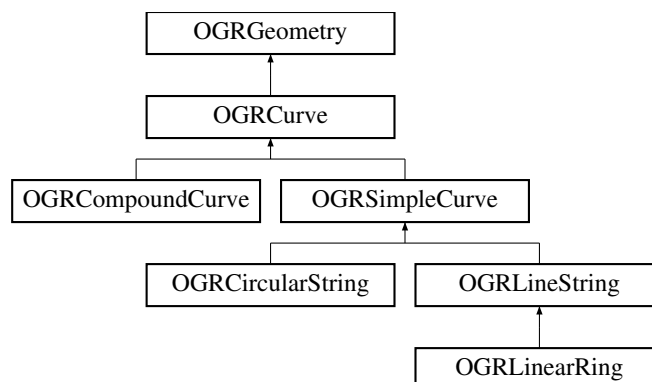 OGRGeometry
OGRCurve
OGRCompoundCurve
OGRSimpleCurve
OGRCircularString
OGRLineString
OGRLinearRing